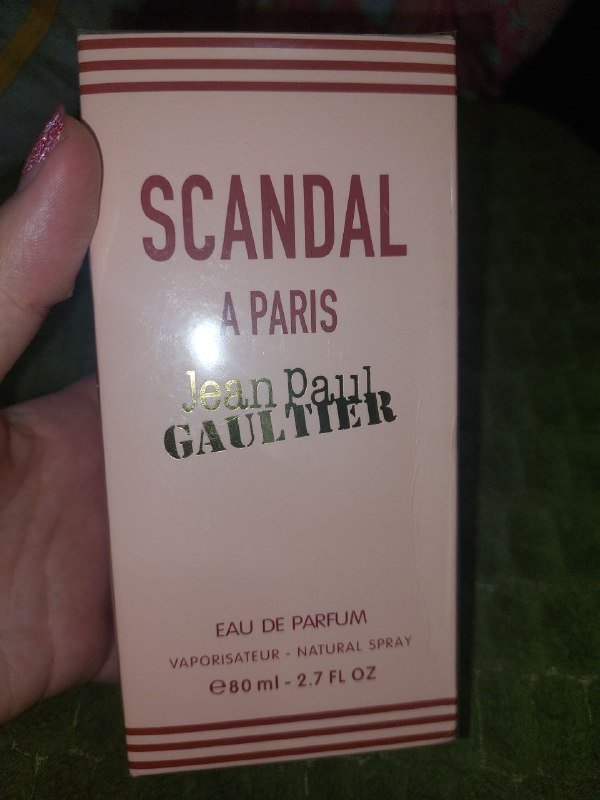 SCANDAL
A PARIS
Jean Paul
GAULTIER
EAU DE PARFUM
VAPORISATEUR - NATURAL SPRAY
℮80 ml - 2.7 FL OZ